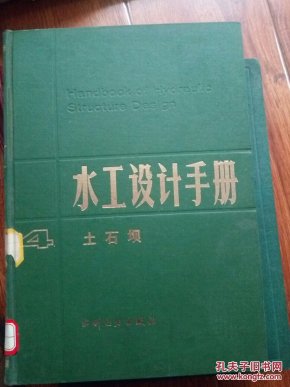 Handbook of Hydraulic
Structure Design
水工设计手册
4
土石坝
孔夫子旧书网